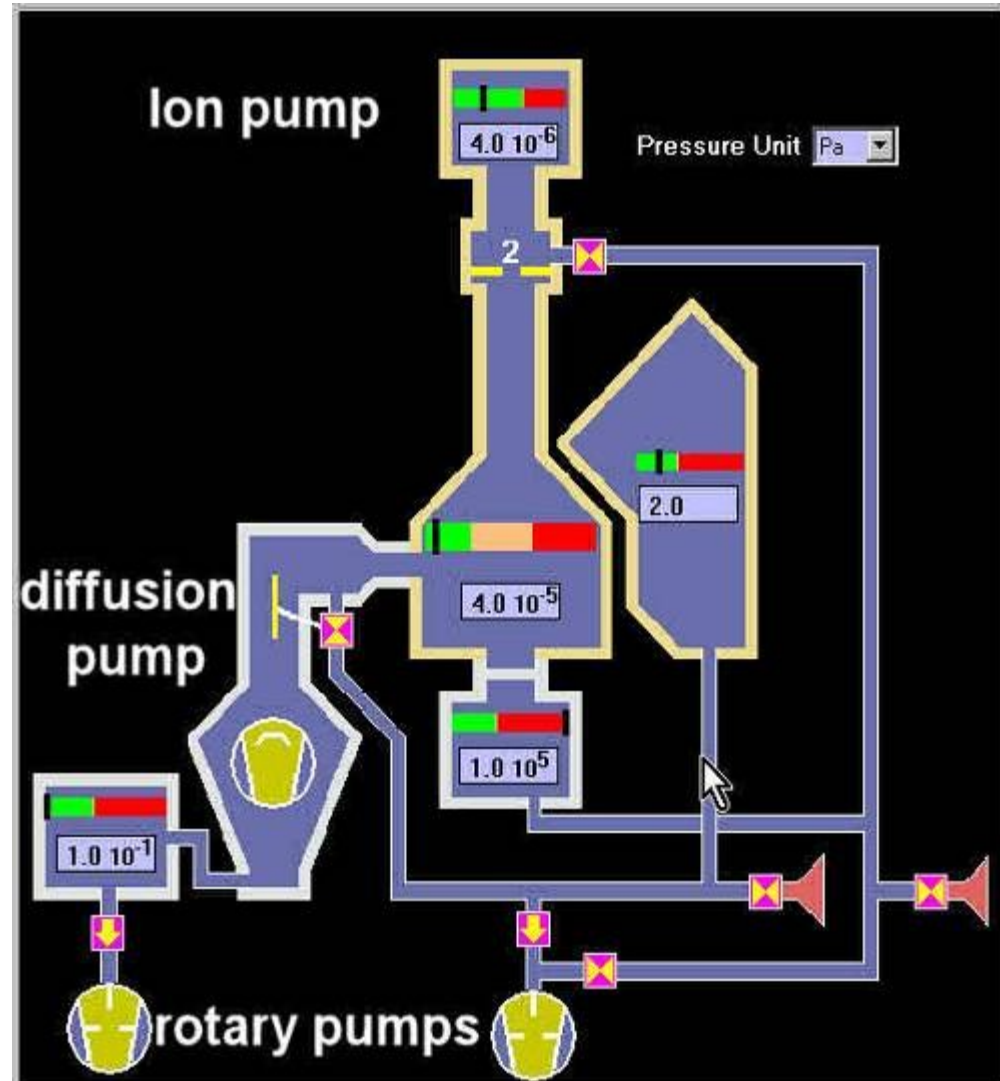 Ion pump
4.0 10-6
Pressure Unit Pa
2
2.0
diffusion
pump
4.0 10-5
1.0 105
1.0 10-1
rotary pumps